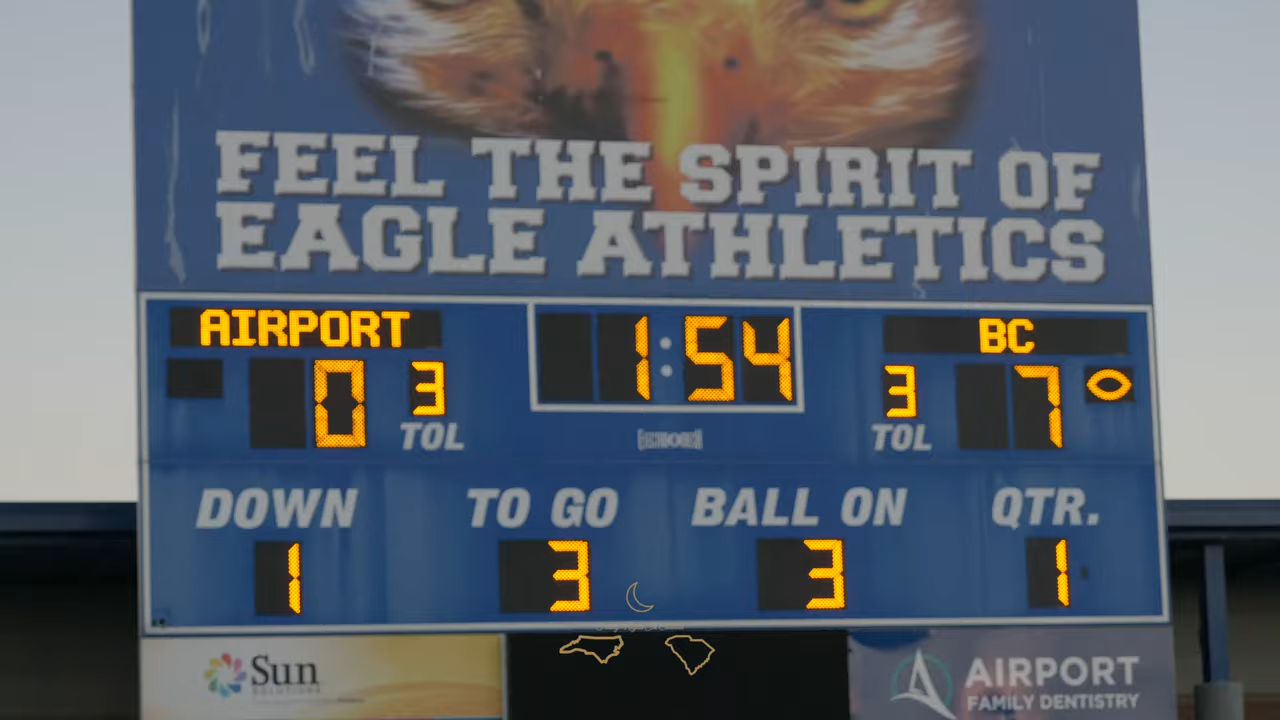 FEEL THE SPIRIT OF
EAGLE ATHLETICS
AIRPORT 1:54 BC
0 3 3 7
TOL TOL
DOWN TO GO BALL ON QTR.
1 3 3 1
Sun
SOLUTIONS
AIRPORT
FAMILY DENTISTRY